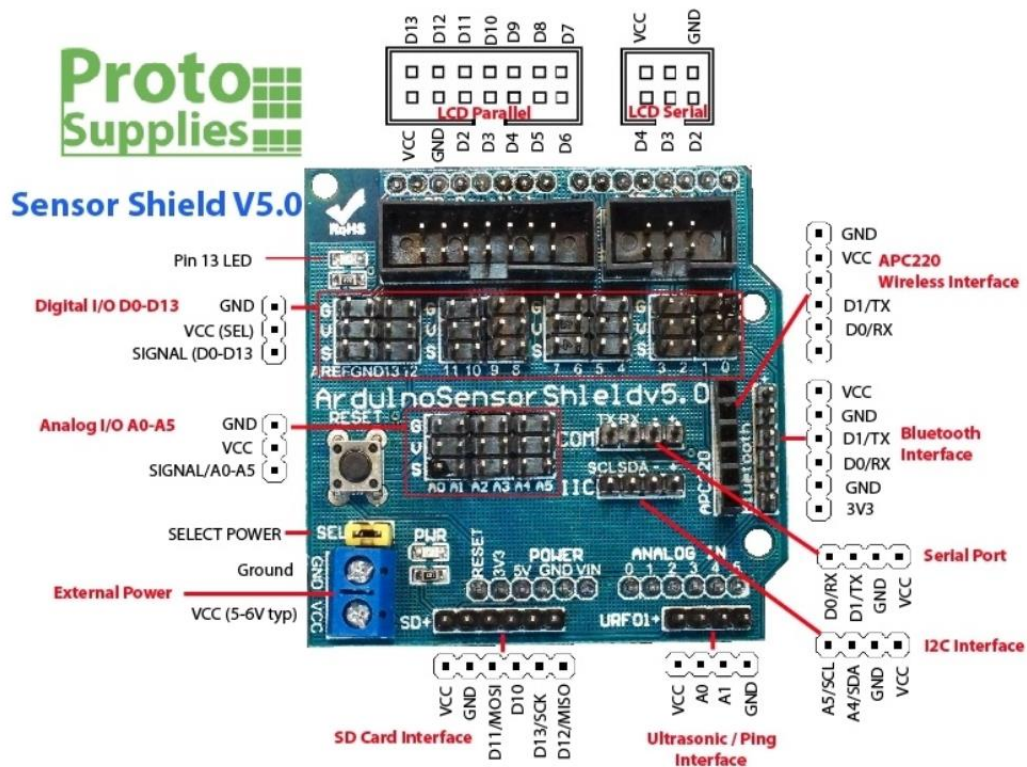 Proto
Supplies
Sensor Shield V5.0
D13 D12 D11 D10 D9 D8 D7
LCD Parallel
VCC GND D2 D3 D4 D5 D6
VCC GND
LCD Serial
D4 D3 D2
RoHS
Pin 13 LED
Digital I/O D0-D13
GND
VCC (SEL)
SIGNAL (D0-D13
G
V
S
AREFGND13 12 11 10 9 8 7 6 5 4 3 2 1 0
ArduinoSensor Shieldv5.0
RESET
Analog I/O A0-A5
GND
VCC
SIGNAL/A0-A5
G
V
S
A0 A1 A2 A3 A4 A5
COM
TX RX - +
IIC
SCLSDA - +
APC220
Bluetooth
+
GND
VCC
APC220
Wireless Interface
D1/TX
D0/RX
VCC
GND
D1/TX
Bluetooth
Interface
D0/RX
GND
3V3
SELECT POWER
SEL
PWR
Ground
External Power
VCC (5-6V typ)
GND VCC
RESET
3V3
5V
POWER
GND VIN
ANALOG IN
0 1 2 3 4 5
SD+
URF01+
Serial Port
D0/RX D1/TX GND VCC
I2C Interface
A5/SCL A4/SDA GND VCC
VCC GND D11/MOSI D10 D13/SCK D12/MISO
SD Card Interface
VCC A0 A1 GND
Ultrasonic / Ping
Interface